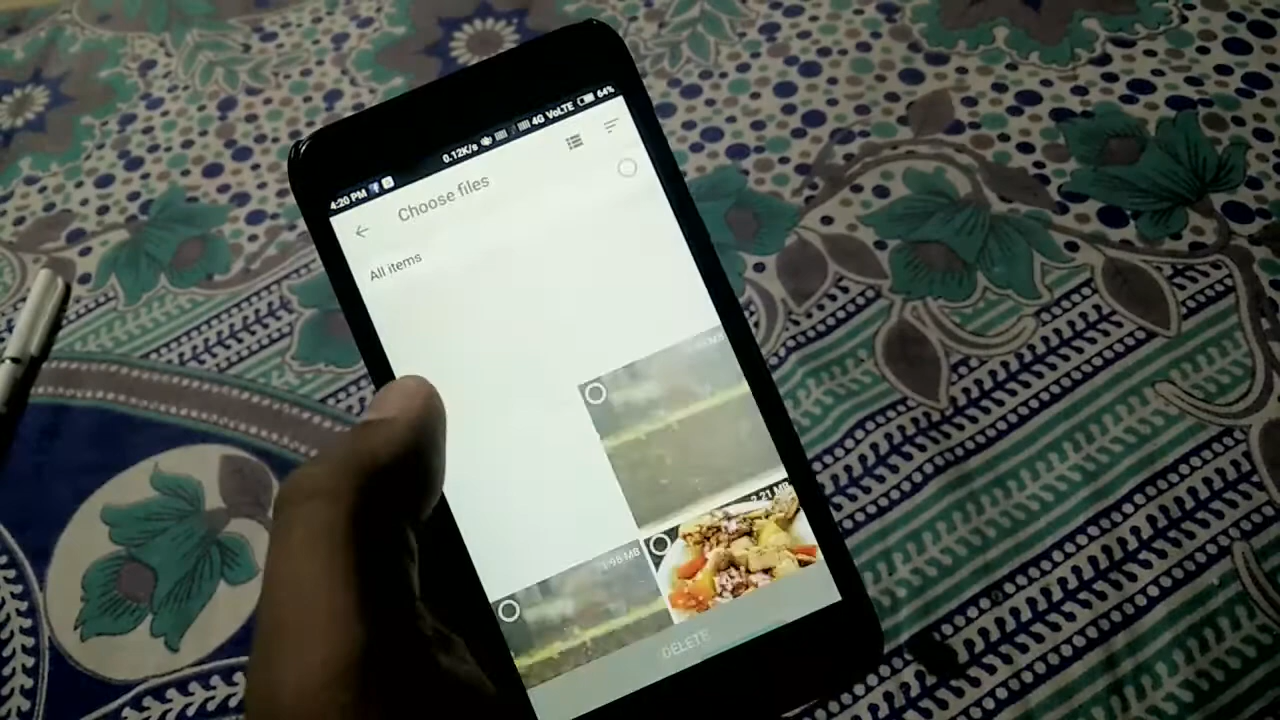 4:20 PM 0.12K/s 4G VoLTE 64%
Choose files
All items
2.21 MB
1.98 MB
DELETE